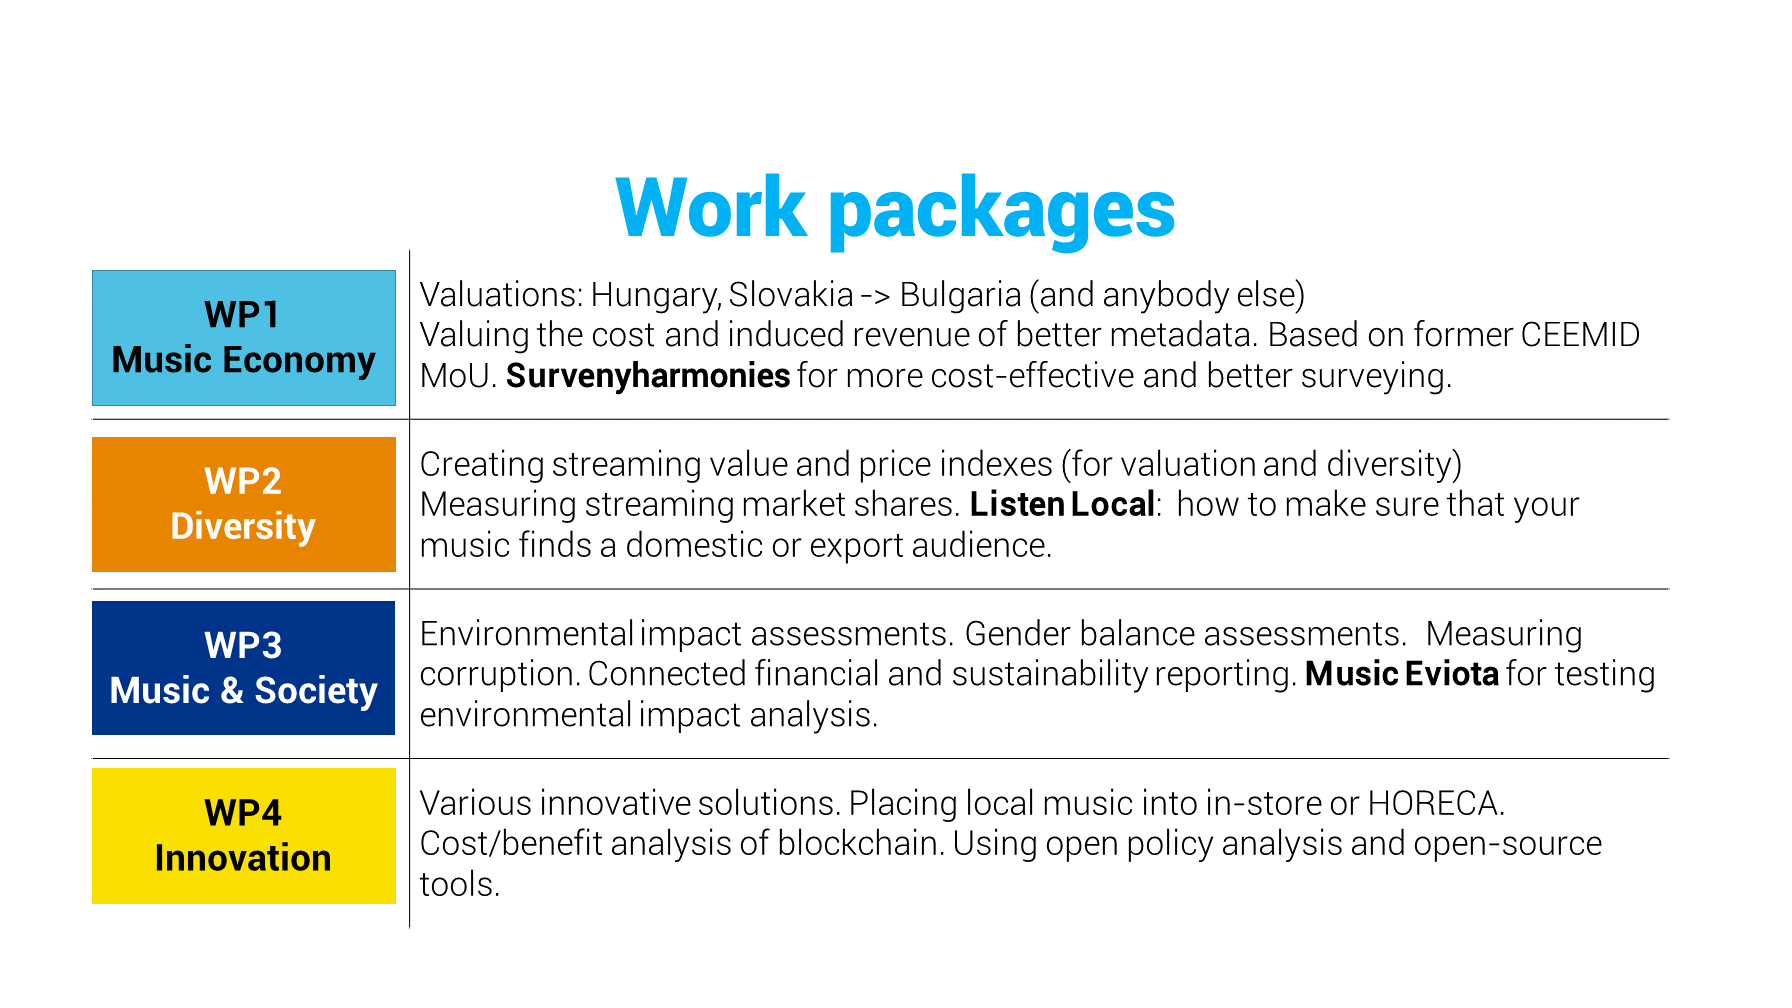 Work packages
WP1
Music Economy
Valuations: Hungary, Slovakia -> Bulgaria (and anybody else)
Valuing the cost and induced revenue of better metadata. Based on former CEEMID
MoU. Survenyharmonies for more cost-effective and better surveying.
WP2
Diversity
Creating streaming value and price indexes (for valuation and diversity)
Measuring streaming market shares. Listen Local: how to make sure that your
music finds a domestic or export audience.
WP3
Music & Society
Environmental impact assessments. Gender balance assessments. Measuring
corruption. Connected financial and sustainability reporting. Music Eviota for testing
environmental impact analysis.
WP4
Innovation
Various innovative solutions. Placing local music into in-store or HORECA.
Cost/benefit analysis of blockchain. Using open policy analysis and open-source
tools.